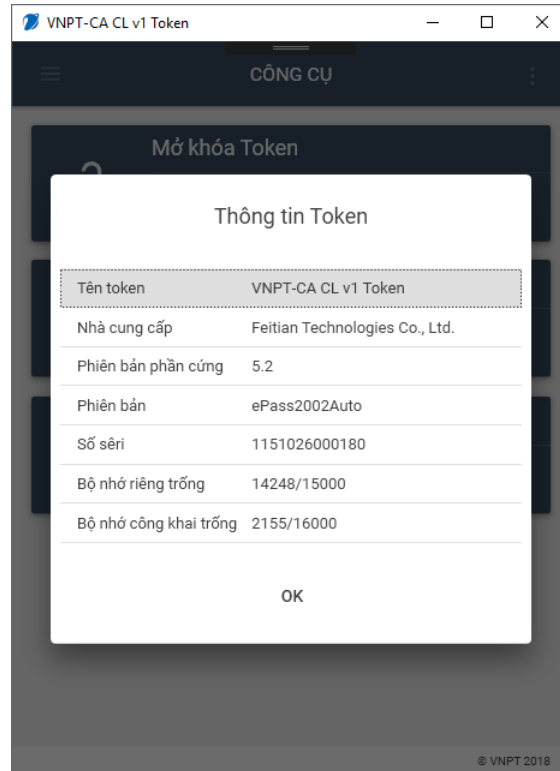 VNPT-CA CL v1 Token
CÔNG CỤ
Mở khóa Token
Thông tin Token
Tên token VNPT-CA CL v1 Token
Nhà cung cấp Feitian Technologies Co., Ltd.
Phiên bản phần cứng 5.2
Phiên bản ePass2002Auto
Số sêri 1151026000180
Bộ nhớ riêng trống 14248/15000
Bộ nhớ công khai trống 2155/16000
OK
© VNPT 2018